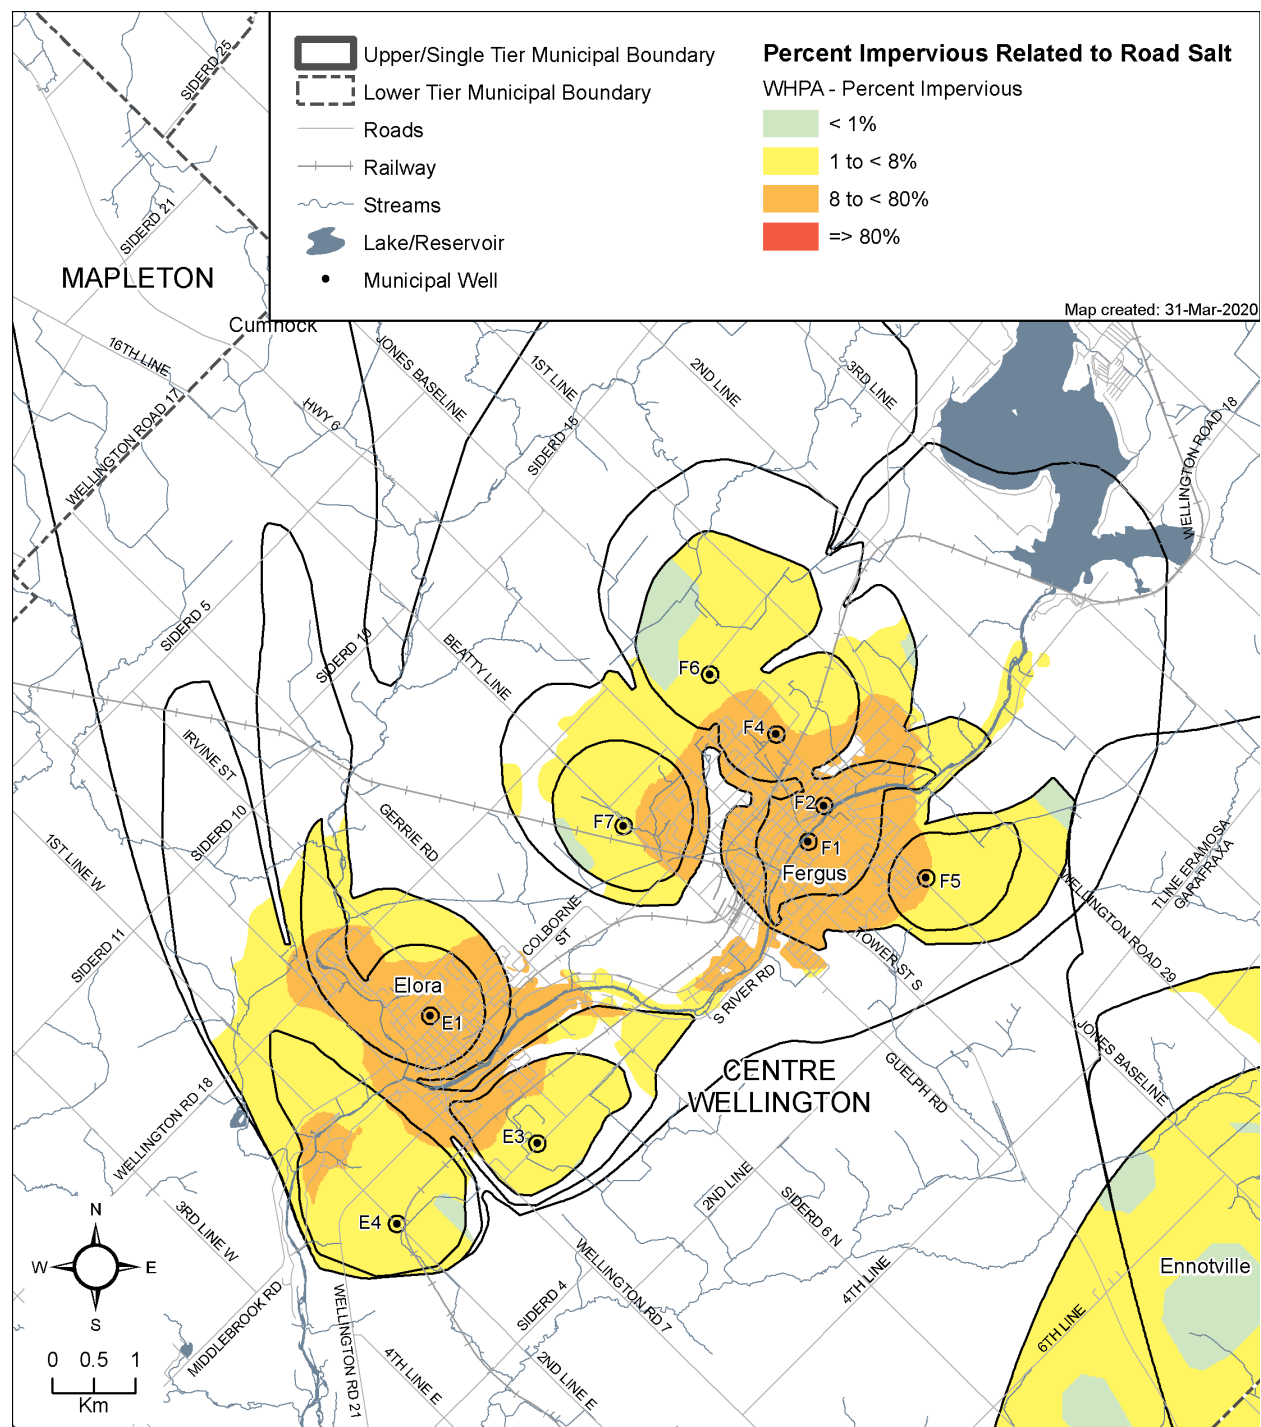 Upper/Single Tier Municipal Boundary
Lower Tier Municipal Boundary
Roads
Railway
Streams
Lake/Reservoir
Municipal Well
Percent Impervious Related to Road Salt
WHPA - Percent Impervious
< 1%
1 to < 8%
8 to < 80%
=> 80%
Map created: 31-Mar-2020
SIDERD 25
SIDERD 21
MAPLETON
Cumnock
16TH LINE
WELLINGTON ROAD 17
HWY 6
JONES BASELINE
1ST LINE
SIDERD 15
2ND LINE
3RD LINE
WELLINGTON ROAD 18
SIDERD 5
SIDERD 10
BEATTY LINE
F6
F4
IRVINE ST
SIDERD 10
GERRIE RD
F7
F2
F1
Fergus
F5
1ST LINE W
SIDERD 11
COLBORNE
ST
TOWER ST S
WELLINGTON ROAD 29
TLINE ERAMOSA
GARAFRAXA
Elora
E1
S RIVER RD
JONES BASELINE
GUELPH RD
CENTRE
WELLINGTON
WELLINGTON RD 18
E3
3RD LINE W
E4
2ND LINE
SIDERD 6 N
4TH LINE
Ennotville
6TH LINE
WELLINGTON RD 7
SIDERD 4
MIDDLEBROOK RD
WELLINGTON RD 21
4TH LINE E
2ND LINE E
N
W
E
S
0 0.5 1
Km